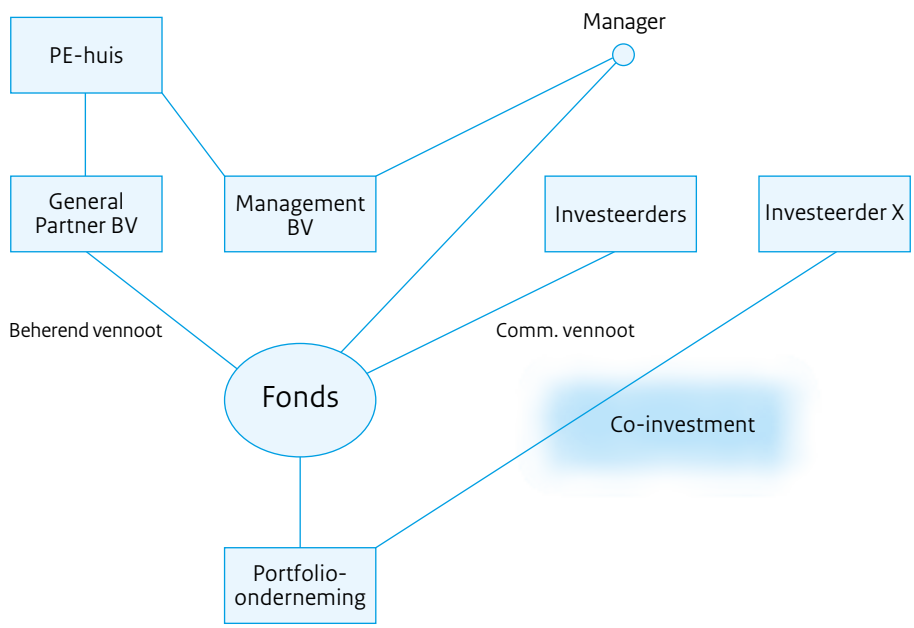 Manager
PE-huis
General
Partner BV
Management
BV
Investeerders
Investeerder X
Beherend vennoot
Comm. vennoot
Fonds
Co-investment
Portfolio-
onderneming